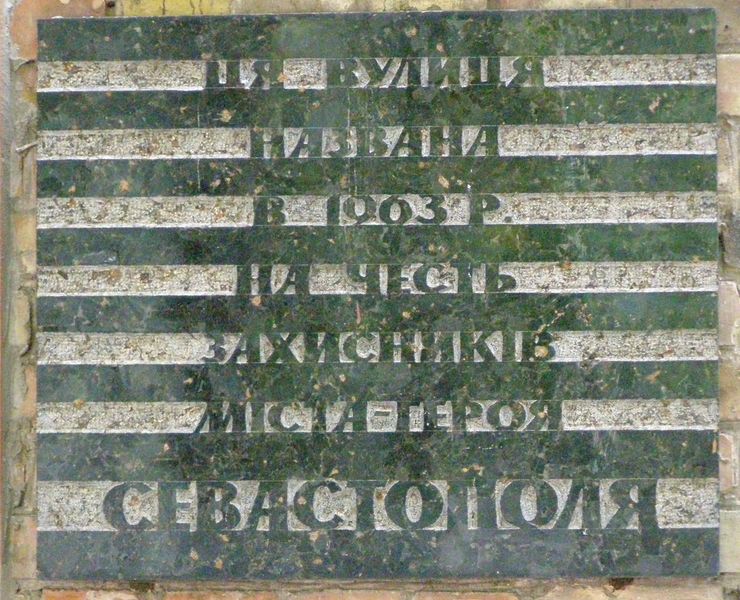 ЦЯ ВУЛИЦЯ
НАЗВАНА
В 1963 Р.
НА ЧЕСТЬ
ЗАХИСНИКІВ
МІСТА-ГЕРОЯ
СЕВАСТОПОЛЯ